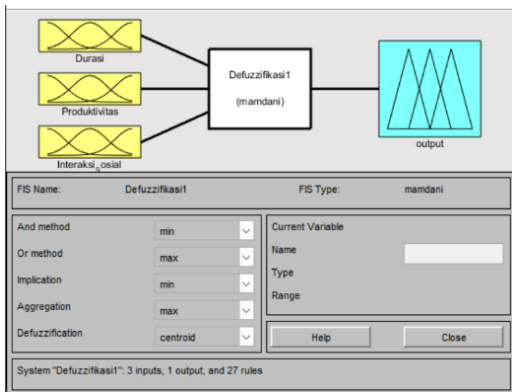 Durasi
Produktivitas
Interaksi_sosial
Defuzzifikasi1
(mamdani)
output
FIS Name: Defuzzifikasi1 FIS Type: mamdani
And method min
Or method max
Implication min
Aggregation max
Defuzzification centroid
Current Variable
Name
Type
Range
Help Close
System "Defuzzifikasi1": 3 inputs, 1 output, and 27 rules